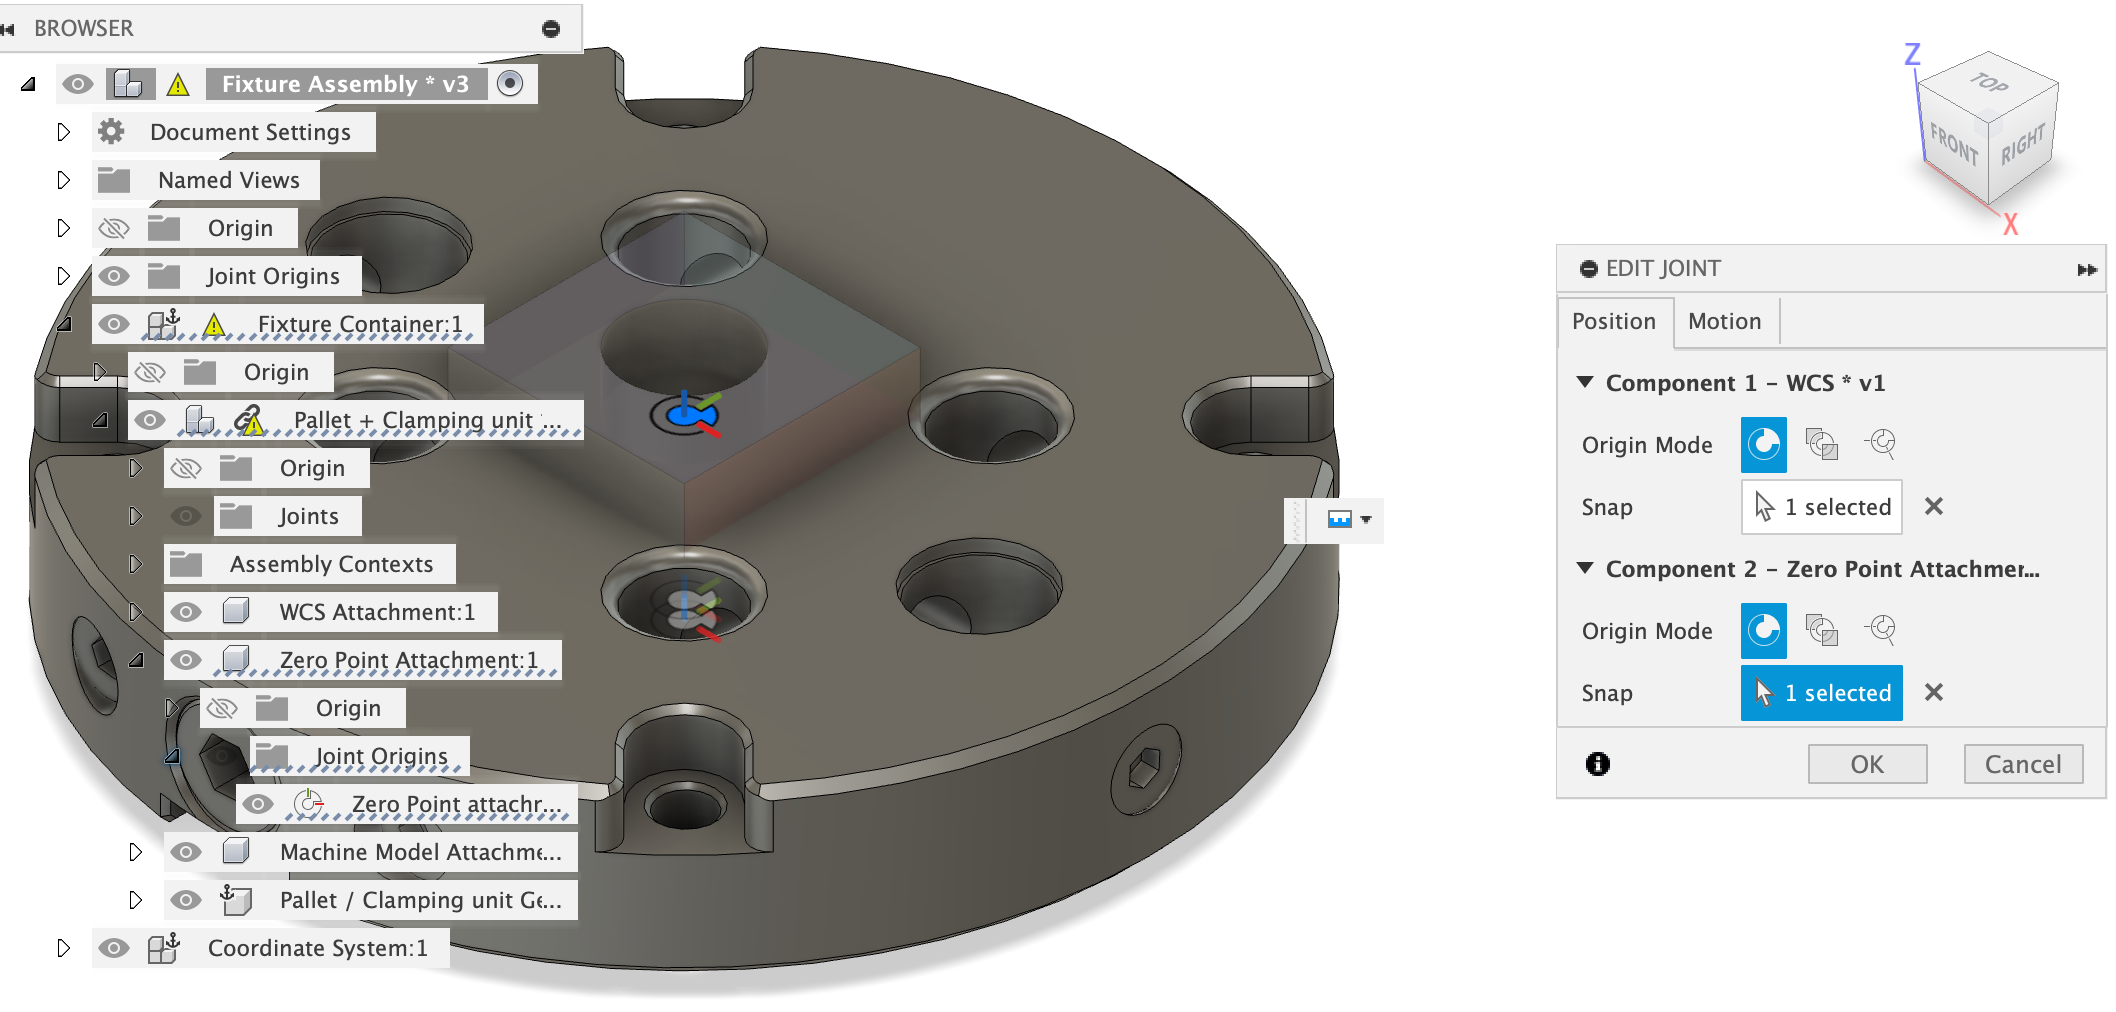 BROWSER
Fixture Assembly * v3
Document Settings
Named Views
Origin
Joint Origins
Fixture Container:1
Origin
Pallet + Clamping unit ...
Origin
Joints
Assembly Contexts
WCS Attachment:1
Zero Point Attachment:1
Origin
Joint Origins
Zero Point attachr...
Machine Model Attachme...
Pallet / Clamping unit Ge...
Coordinate System:1
Z
TOP
FRONT
RIGHT
X
EDIT JOINT
Position
Motion
Component 1 - WCS * v1
Origin Mode
Snap
1 selected
Component 2 - Zero Point Attachmer...
Origin Mode
Snap
1 selected
OK
Cancel